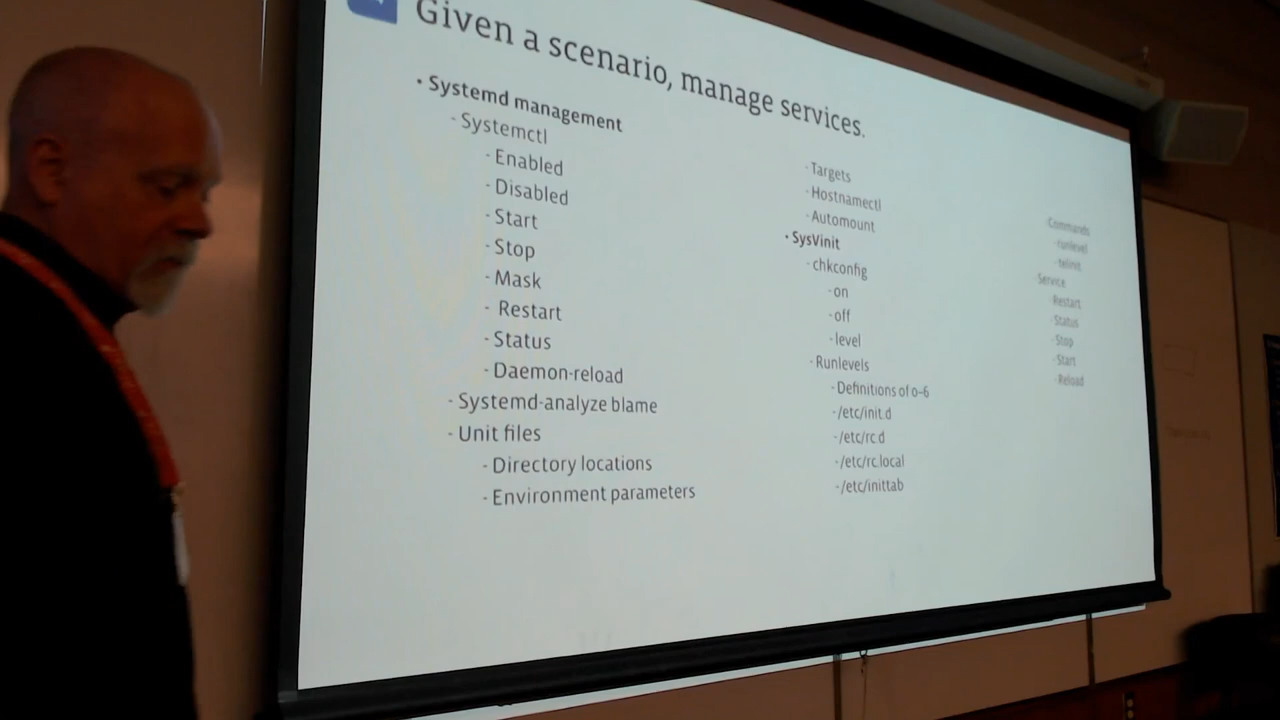 Given a scenario, manage services.
• Systemd management
- Systemctl
- Enabled
- Disabled
- Start
- Stop
- Mask
- Restart
- Status
- Daemon-reload
- Systemd-analyze blame
- Unit files
- Directory locations
- Environment parameters
- Targets
- Hostnamectl
- Automount
• SysVinit
- chkconfig
- on
- off
- level
- Runlevels
- Definitions of 0-6
- /etc/init.d
- /etc/rc.d
- /etc/rc.local
- /etc/inittab
- Commands
- runlevel
- telinit
- Service
- Restart
- Status
- Stop
- Start
- Reload